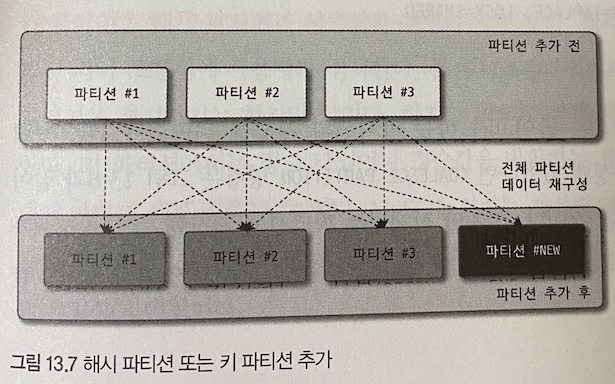 파티션 추가 전
파티션 #1 파티션 #2 파티션 #3
전체 파티션
데이터 재구성
파티션 #1 파티션 #2 파티션 #3 파티션 #NEW
파티션 추가 후
그림 13.7 해시 파티션 또는 키 파티션 추가